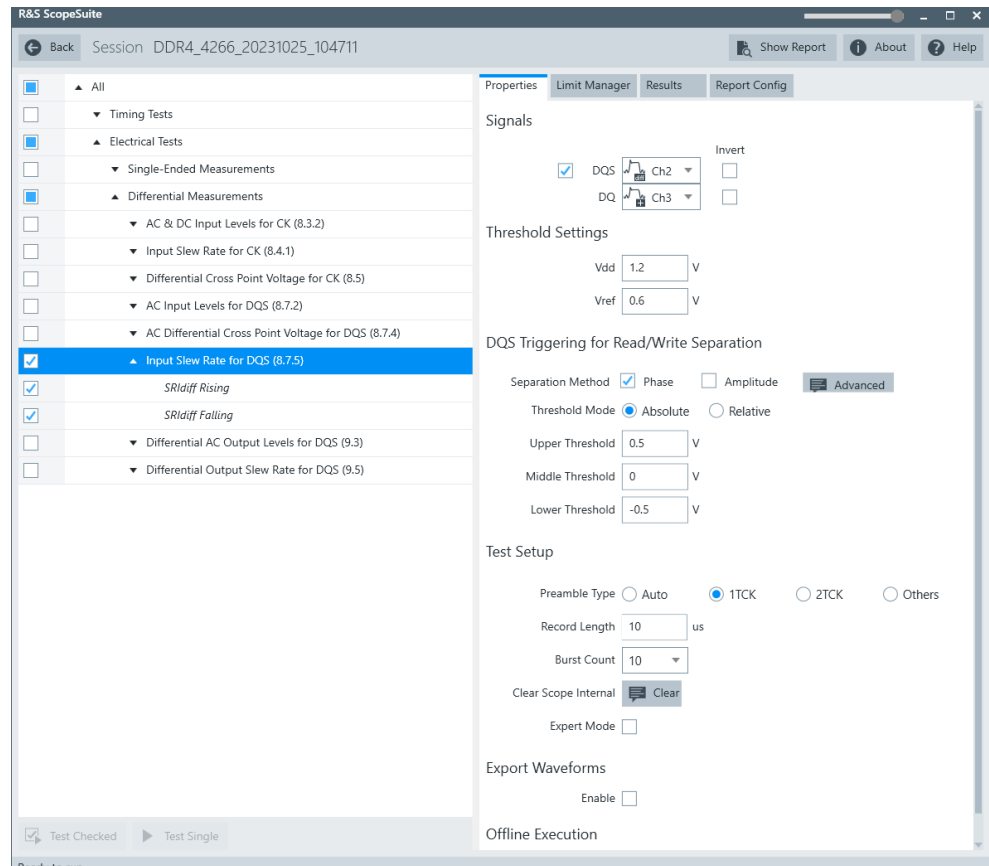 R&S ScopeSuite
Back Session DDR4_4266_20231025_104711 Show Report About Help
All
Timing Tests
Electrical Tests
Single-Ended Measurements
Differential Measurements
AC & DC Input Levels for CK (8.3.2)
Input Slew Rate for CK (8.4.1)
Differential Cross Point Voltage for CK (8.5)
AC Input Levels for DQS (8.7.2)
AC Differential Cross Point Voltage for DQS (8.7.4)
Input Slew Rate for DQS (8.7.5)
SRIdiff Rising
SRIdiff Falling
Differential AC Output Levels for DQS (9.3)
Differential Output Slew Rate for DQS (9.5)
Test Checked Test Single
Properties Limit Manager Results Report Config
Signals
Invert
DQS diff Ch2
DQ Ch3
Threshold Settings
Vdd 1.2 V
Vref 0.6 V
DQS Triggering for Read/Write Separation
Separation Method Phase Amplitude Advanced
Threshold Mode Absolute Relative
Upper Threshold 0.5 V
Middle Threshold 0 V
Lower Threshold -0.5 V
Test Setup
Preamble Type Auto 1TCK 2TCK Others
Record Length 10 us
Burst Count 10
Clear Scope Internal Clear
Expert Mode
Export Waveforms
Enable
Offline Execution